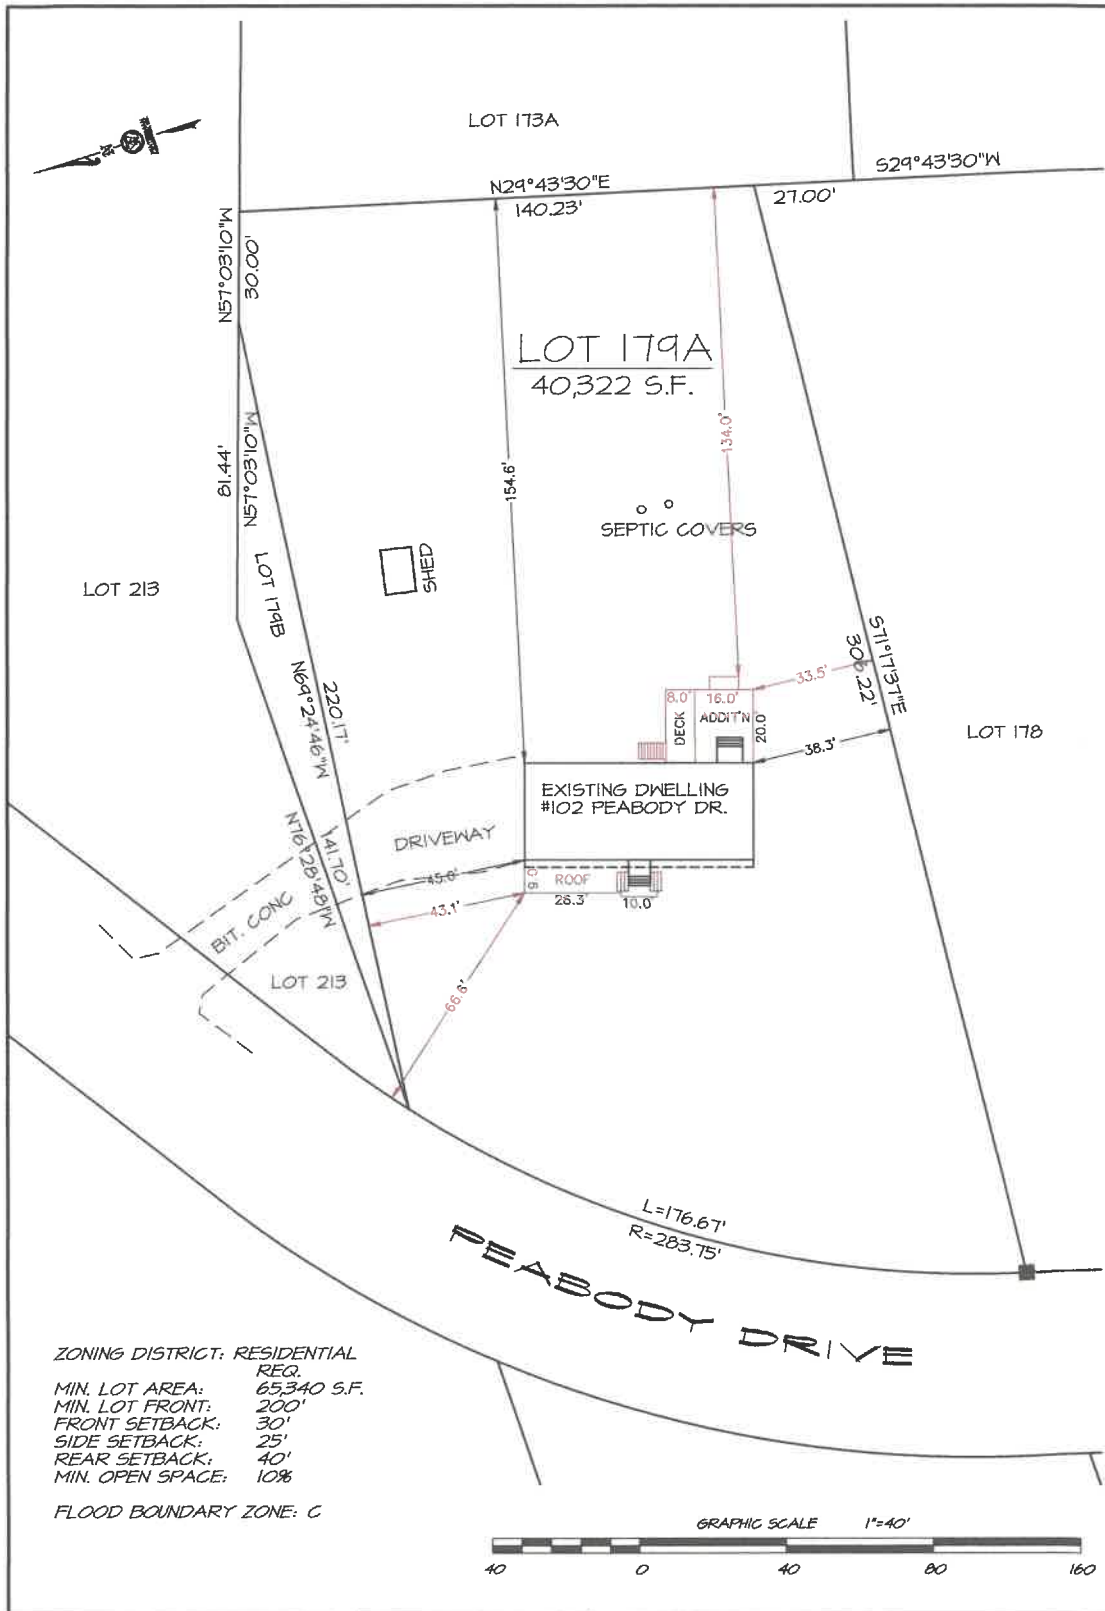 LOT 173A
S29°43'30"W
N29°43'30"E
140.23'
27.00'
N57°03'10"W
30.00'
LOT 179A
40,322 S.F.
134.0'
81.44'
N57°03'10"W
154.6'
SEPTIC COVERS
SHED
LOT 213
LOT 179B
N69°24'46"W
220.17'
S71°17'37"E
306.22'
33.5'
LOT 178
8.0'
16.0'
DECK
ADDIT'N
20.0'
38.3'
EXISTING DWELLING
#102 PEABODY DR.
DRIVEWAY
N76°28'48"W
141.70'
45.0'
9.0'
ROOF
26.3'
10.0'
43.1'
BIT. CONC
LOT 213
66.6'
L=176.67'
R=283.75'
PEABODY DRIVE
ZONING DISTRICT: RESIDENTIAL
REQ.
MIN. LOT AREA: 65,340 S.F.
MIN. LOT FRONT: 200'
FRONT SETBACK: 30'
SIDE SETBACK: 25'
REAR SETBACK: 40'
MIN. OPEN SPACE: 10%
FLOOD BOUNDARY ZONE: C
GRAPHIC SCALE 1"=40'
40 0 40 80 160